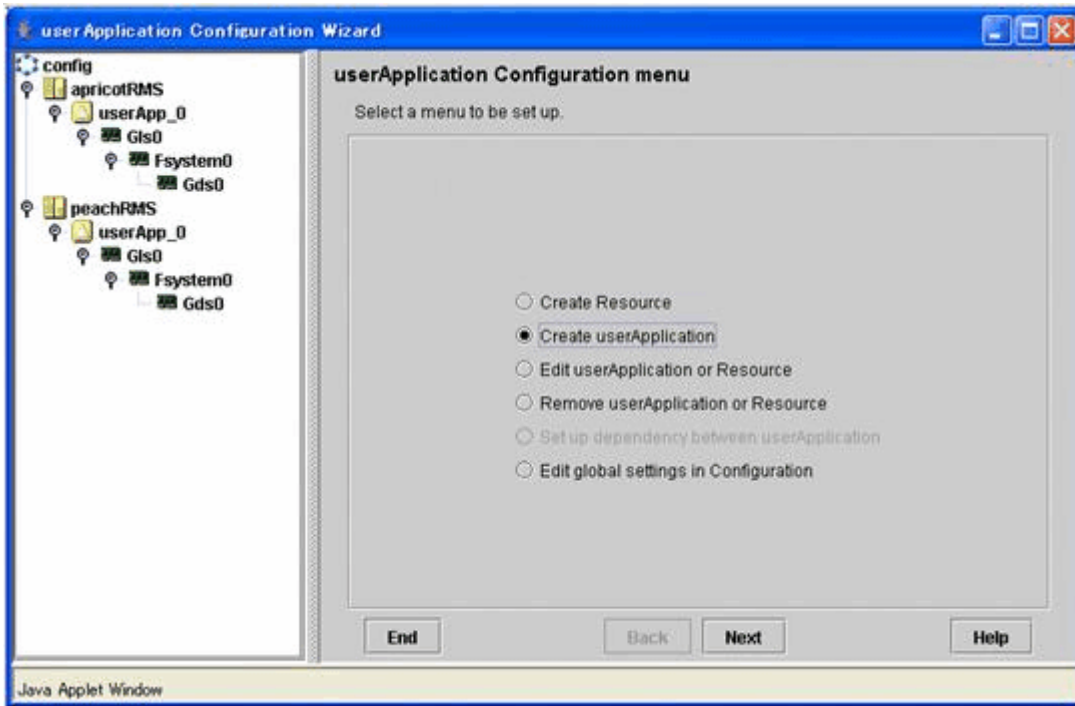 userApplication Configuration Wizard
config
apricotRMS
userApp_0
Gls0
Fsystem0
Gds0
peachRMS
userApp_0
Gls0
Fsystem0
Gds0
userApplication Configuration menu
Select a menu to be set up.
Create Resource
Create userApplication
Edit userApplication or Resource
Remove userApplication or Resource
Set up dependency between userApplication
Edit global settings in Configuration
End
Back
Next
Help
Java Applet Window